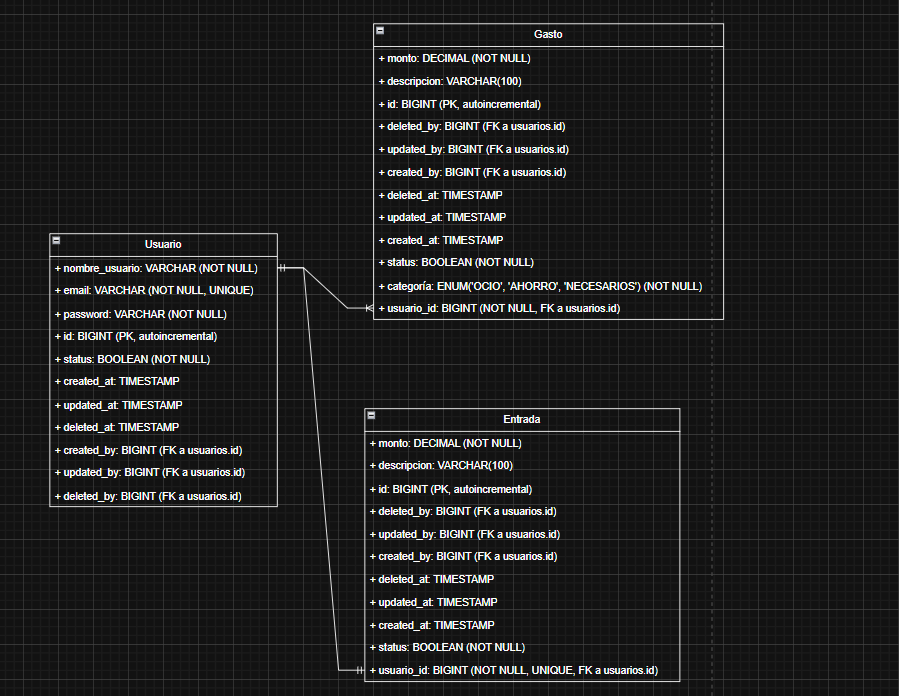 Gasto
+ monto: DECIMAL (NOT NULL)
+ descripcion: VARCHAR(100)
+ id: BIGINT (PK, autoincremental)
+ deleted_by: BIGINT (FK a usuarios.id)
+ updated_by: BIGINT (FK a usuarios.id)
+ created_by: BIGINT (FK a usuarios.id)
+ deleted_at: TIMESTAMP
+ updated_at: TIMESTAMP
+ created_at: TIMESTAMP
+ status: BOOLEAN (NOT NULL)
+ categoría: ENUM('OCIO', 'AHORRO', 'NECESARIOS') (NOT NULL)
+ usuario_id: BIGINT (NOT NULL, FK a usuarios.id)
Usuario
+ nombre_usuario: VARCHAR (NOT NULL)
+ email: VARCHAR (NOT NULL, UNIQUE)
+ password: VARCHAR (NOT NULL)
+ id: BIGINT (PK, autoincremental)
+ status: BOOLEAN (NOT NULL)
+ created_at: TIMESTAMP
+ updated_at: TIMESTAMP
+ deleted_at: TIMESTAMP
+ created_by: BIGINT (FK a usuarios.id)
+ updated_by: BIGINT (FK a usuarios.id)
+ deleted_by: BIGINT (FK a usuarios.id)
Entrada
+ monto: DECIMAL (NOT NULL)
+ descripcion: VARCHAR(100)
+ id: BIGINT (PK, autoincremental)
+ deleted_by: BIGINT (FK a usuarios.id)
+ updated_by: BIGINT (FK a usuarios.id)
+ created_by: BIGINT (FK a usuarios.id)
+ deleted_at: TIMESTAMP
+ updated_at: TIMESTAMP
+ created_at: TIMESTAMP
+ status: BOOLEAN (NOT NULL)
+ usuario_id: BIGINT (NOT NULL, UNIQUE, FK a usuarios.id)